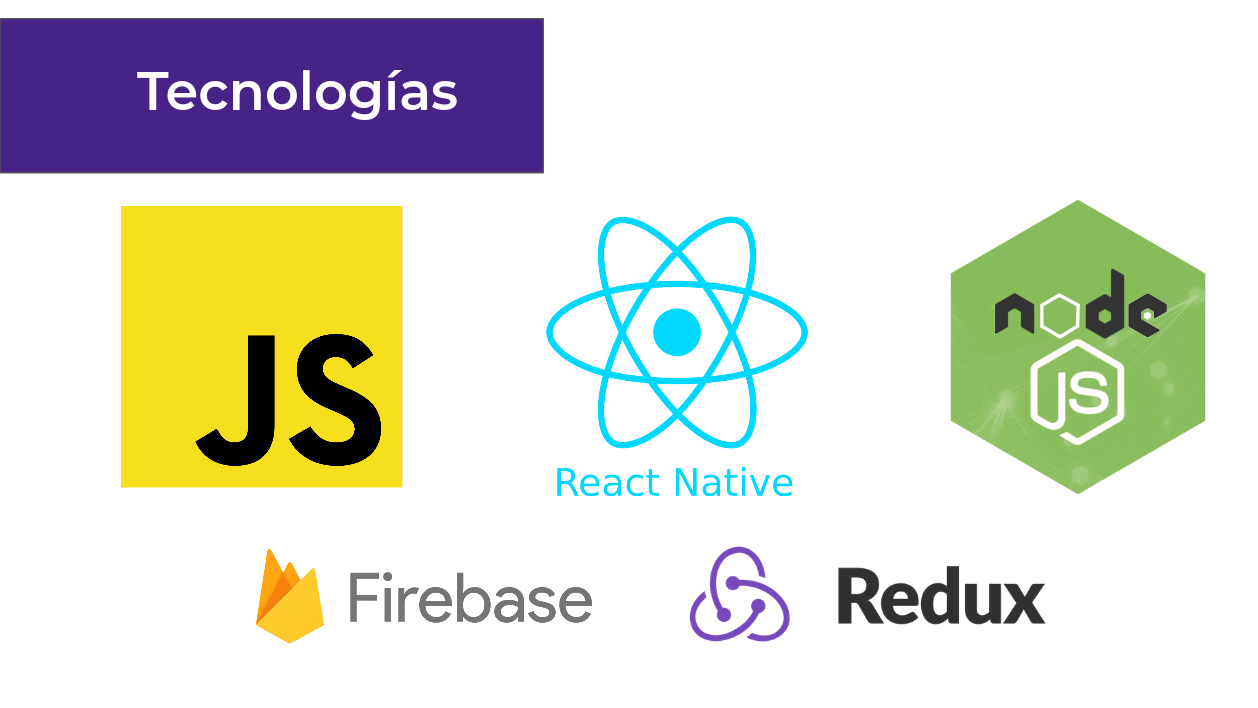 Tecnologías
JS
React Native
node
JS
Firebase
Redux